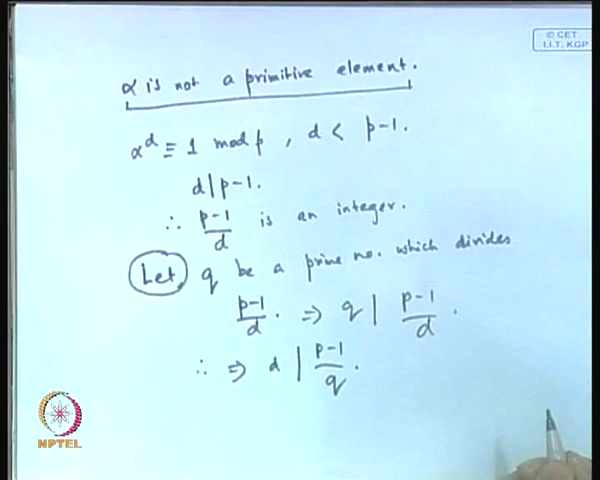 © CET
I.I.T. KGP
α is not a primitive element.
α^d ≡ 1 mod p , d < p-1.
d | p-1.
∴ p-1/d is an integer.
Let q be a prime no. which divides
p-1/d . ⇒ q | p-1/d .
∴ ⇒ d | p-1/q .
NPTEL